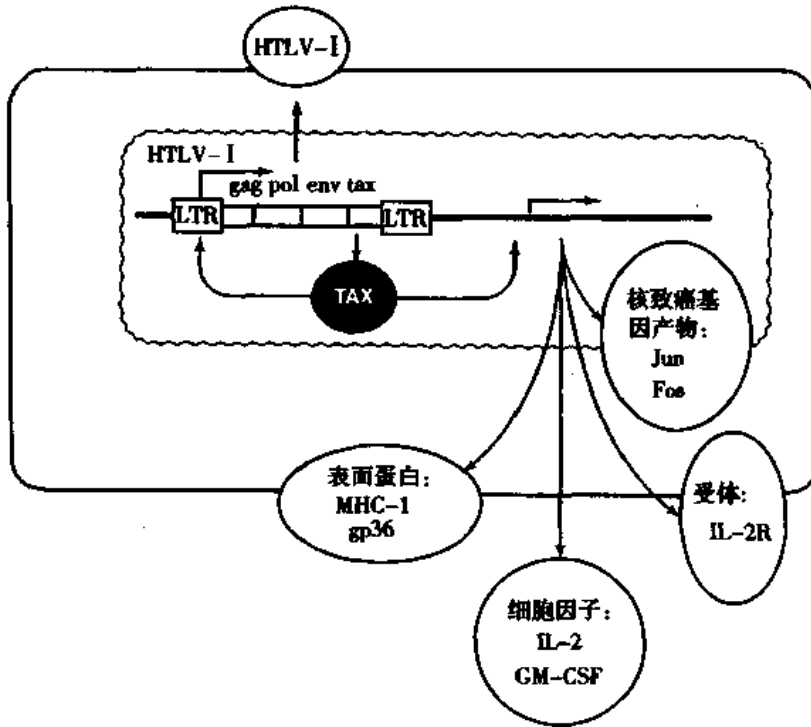 HTLV-Ⅰ
HTLV-Ⅰ
gag pol env tax
LTR
LTR
TAX
核致癌基
因产物：
Jun
Fos
表面蛋白：
MHC-1
gp36
受体：
IL-2R
细胞因子：
IL-2
GM-CSF